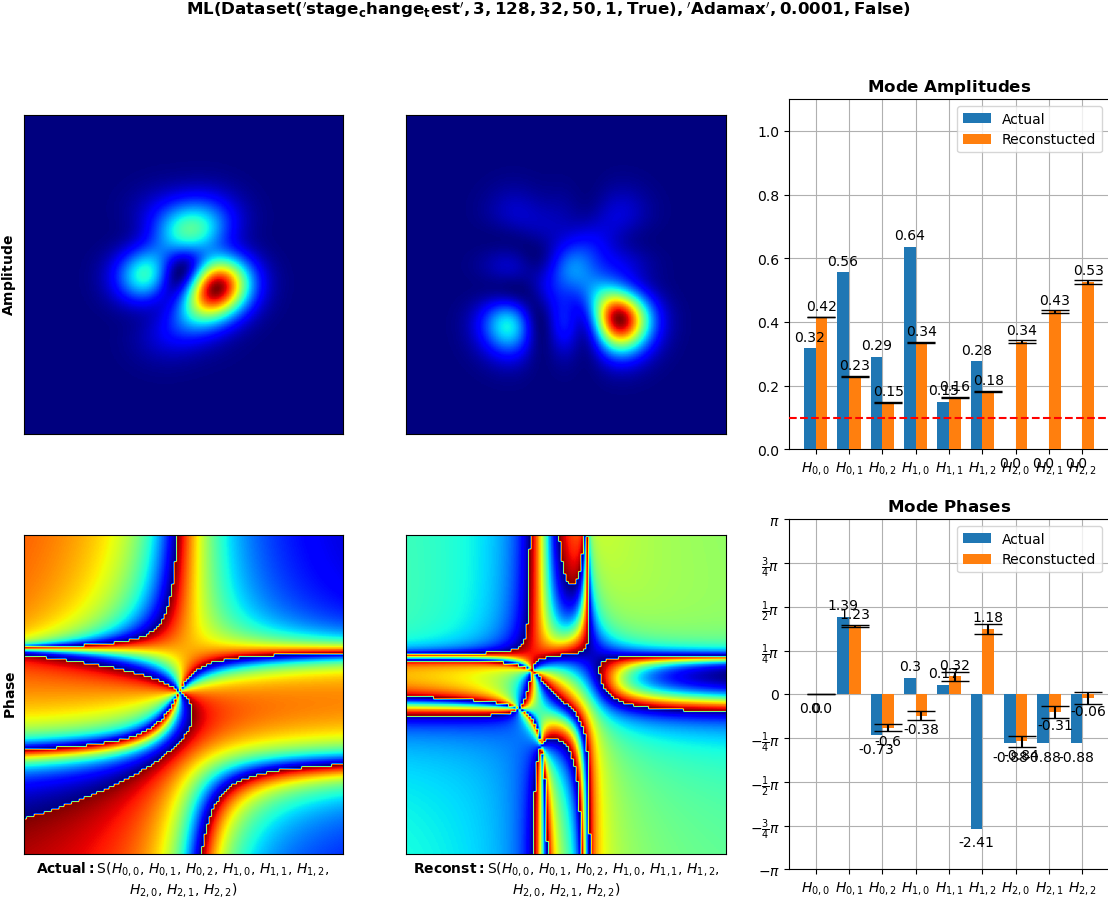 ML(Dataset('stage_change_test', 3, 128, 32, 50, 1, True), 'Adamax', 0.0001, False)
Amplitude
Mode Amplitudes
Actual
Reconstucted
1.0
0.8
0.6
0.4
0.2
0.0
0.32
0.42
0.56
0.23
0.29
0.15
0.64
0.34
0.15
0.16
0.28
0.18
0.0
0.34
0.0
0.43
0.0
0.53
H0,0 H0,1 H0,2 H1,0 H1,1 H1,2 H2,0 H2,1 H2,2
Phase
Mode Phases
Actual
Reconstucted
π
3/4π
1/2π
1/4π
0
−1/4π
−1/2π
−3/4π
−π
0.0
1.39
1.23
-0.73
-0.6
0.3
-0.38
0.32
-2.41
1.18
-0.88
-0.84
-0.88
-0.31
-0.88
-0.06
H0,0 H0,1 H0,2 H1,0 H1,1 H1,2 H2,0 H2,1 H2,2
Actual: S(H0,0, H0,1, H0,2, H1,0, H1,1, H1,2,
H2,0, H2,1, H2,2)
Reconst: S(H0,0, H0,1, H0,2, H1,0, H1,1, H1,2,
H2,0, H2,1, H2,2)